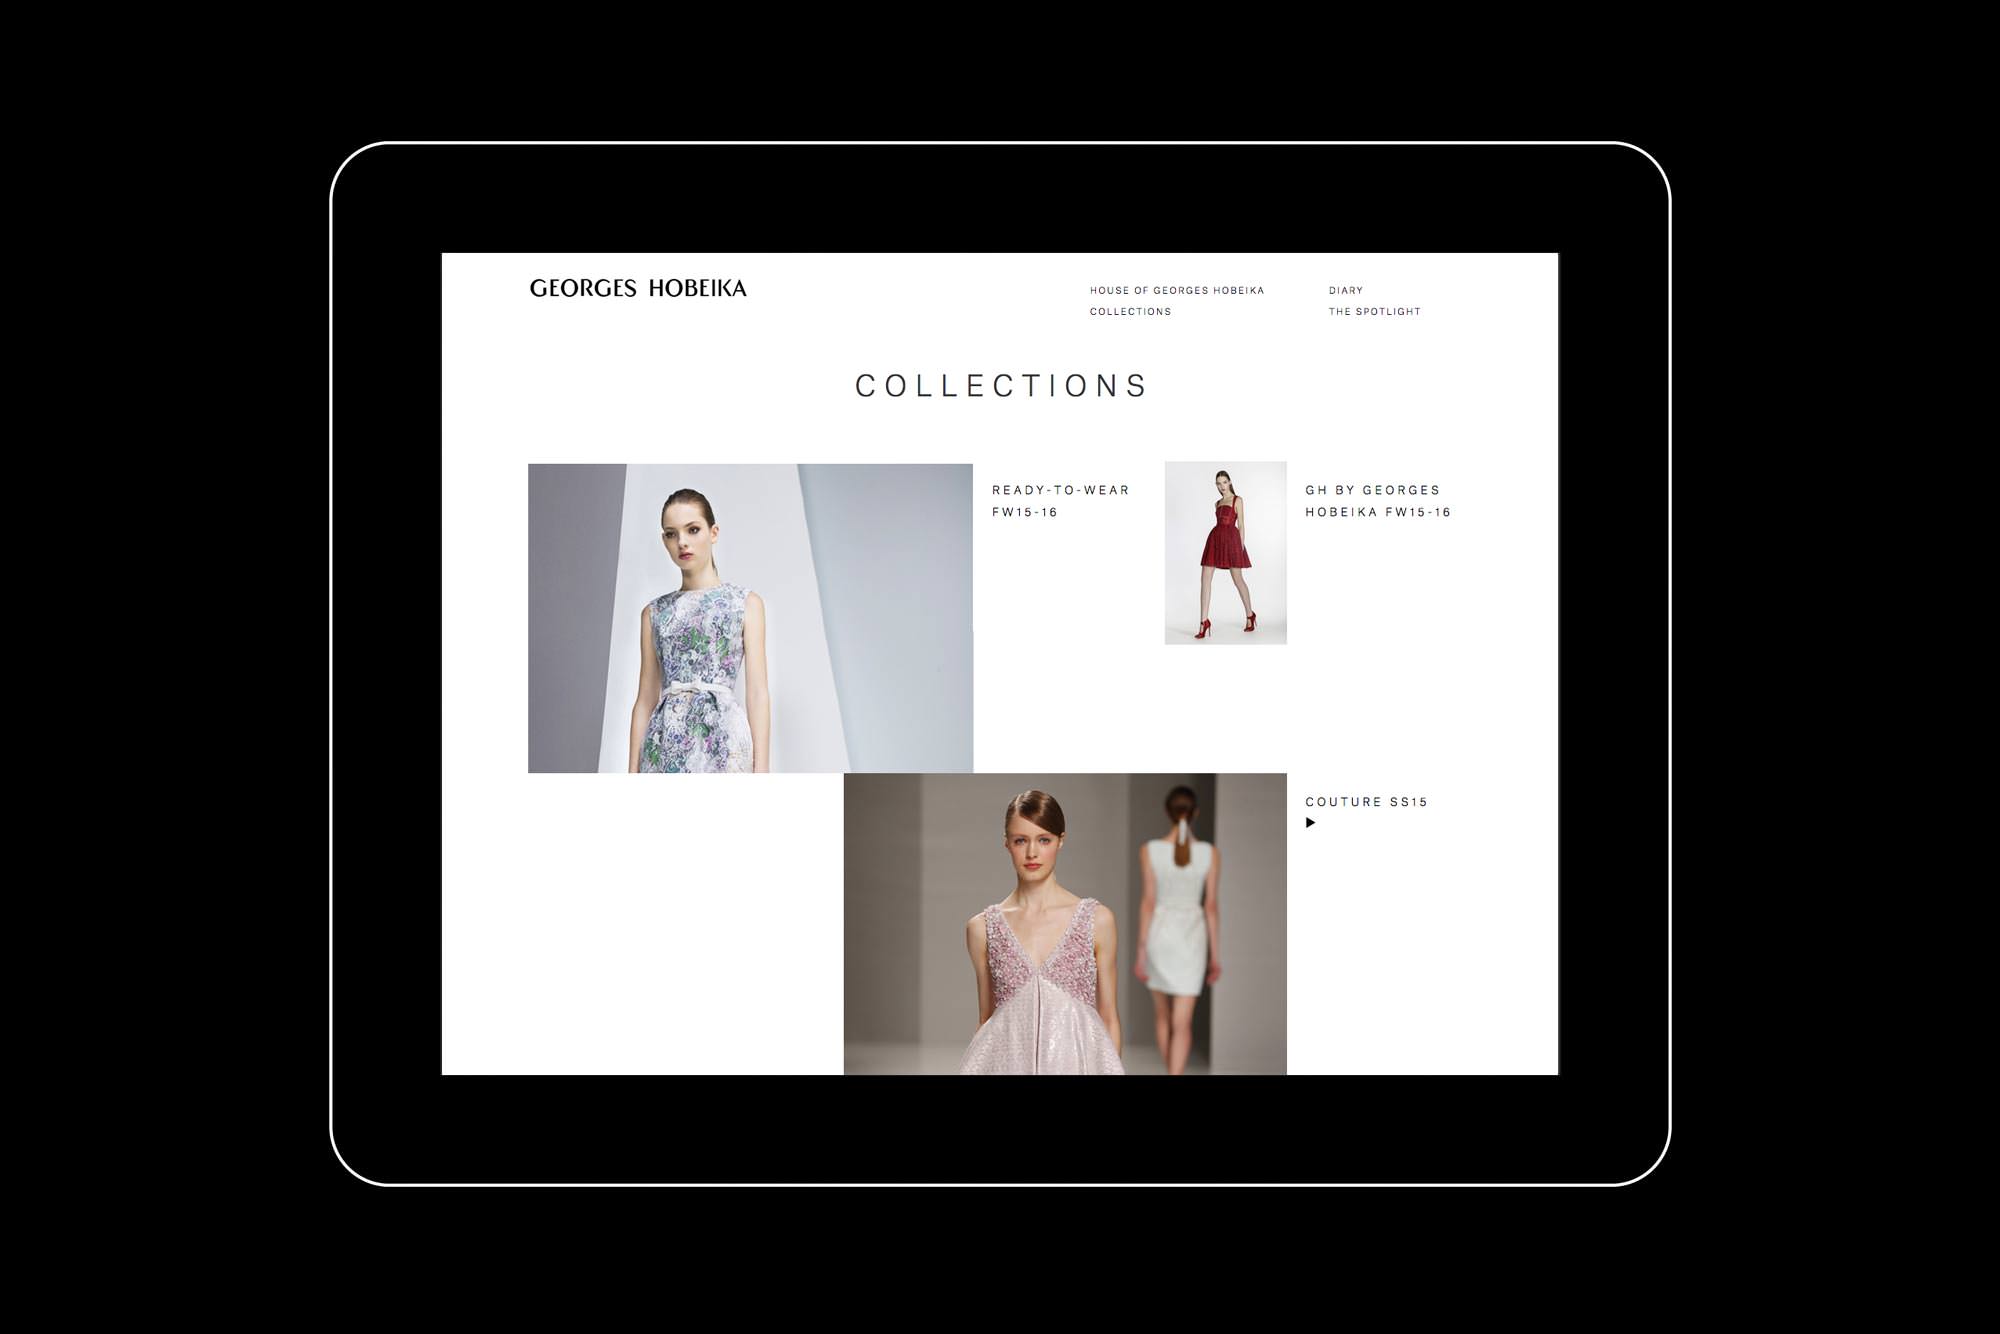 GEORGES HOBEIKA
HOUSE OF GEORGES HOBEIKA
COLLECTIONS
DIARY
THE SPOTLIGHT
COLLECTIONS
READY-TO-WEAR
FW15-16
GH BY GEORGES
HOBEIKA FW15-16
COUTURE SS15